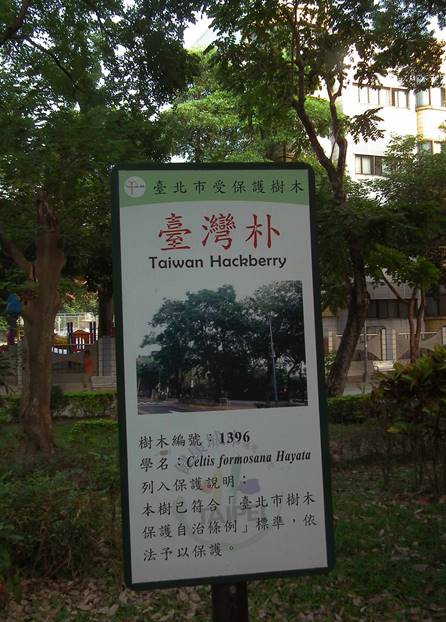 臺北市受保護樹木
臺灣朴
Taiwan Hackberry
樹木編號：1396
學名：Celtis formosana Hayata
列入保護說明：
本樹已符合「臺北市樹木
保護自治條例」標準，依
法予以保護。
TAIPEI